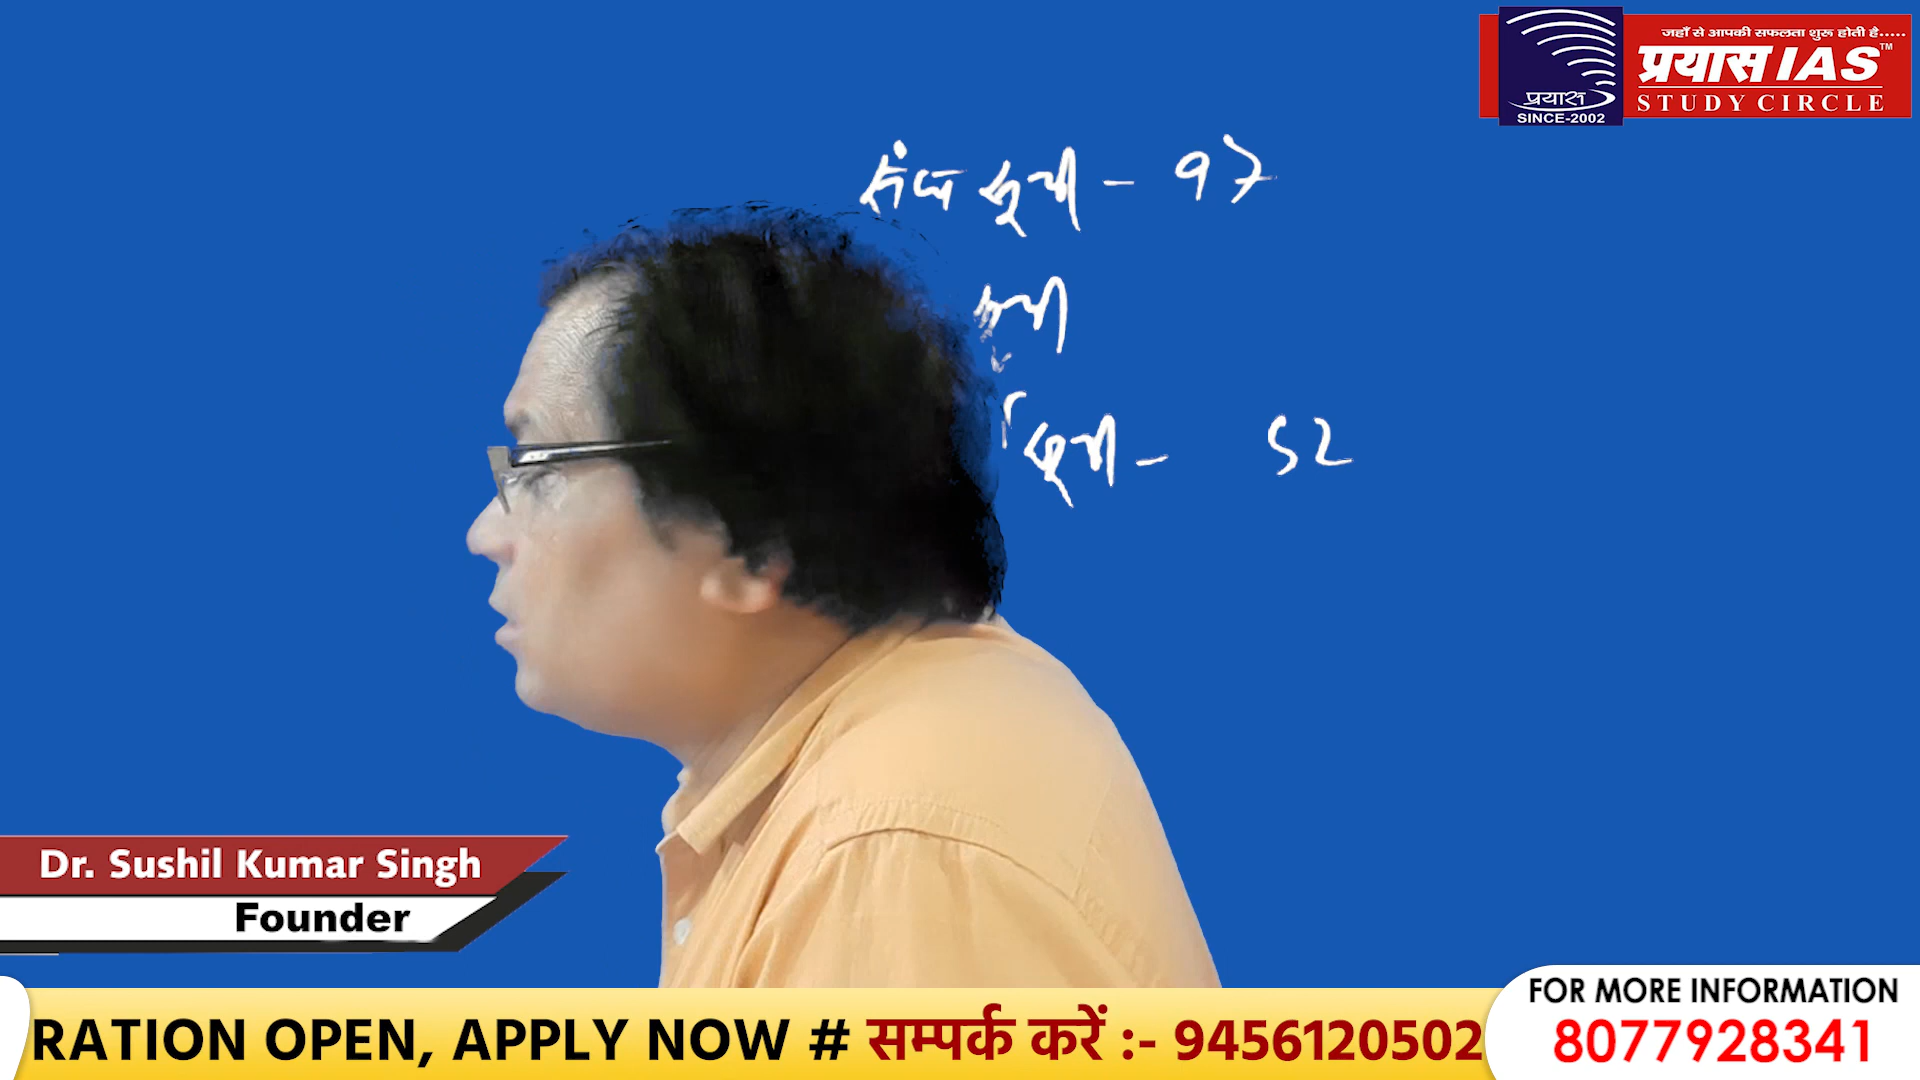 जहाँ से आपकी सफलता शुरू होती है.....
प्रयास IAS™
STUDY CIRCLE
प्रयास
SINCE-2002
संघ सूची - 97
सूची
सूची - 52
Dr. Sushil Kumar Singh
Founder
RATION OPEN, APPLY NOW # सम्पर्क करें :- 9456120502
FOR MORE INFORMATION
8077928341